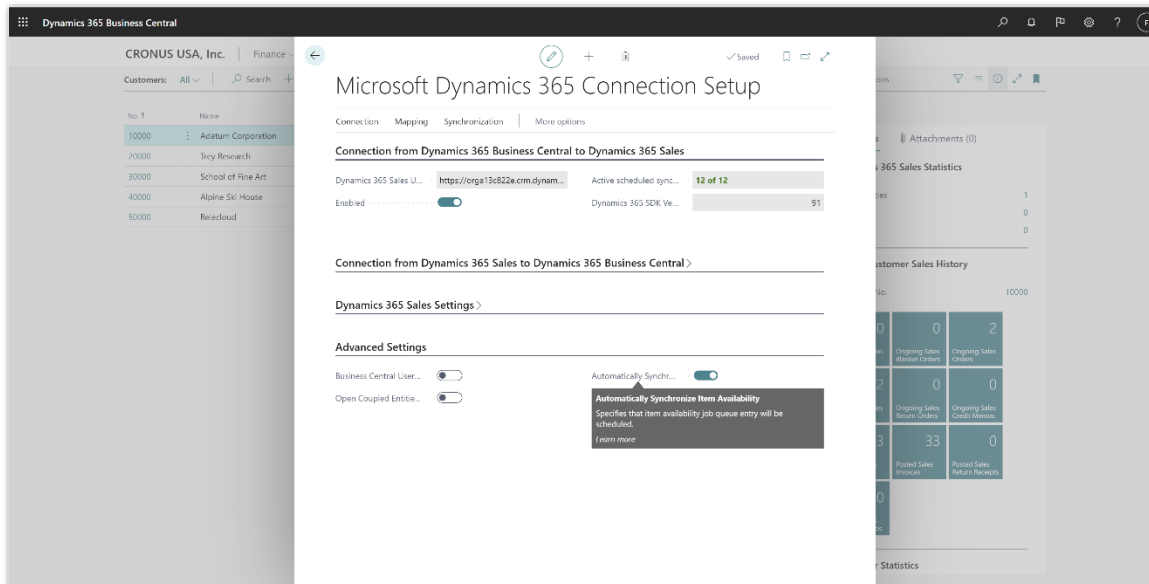 Dynamics 365 Business Central
CRONUS USA, Inc. Finance
Customers: All Search
No. ↑ Name
10000 Adatum Corporation
20000 Trey Research
30000 School of Fine Art
40000 Alpine Ski House
50000 Relecloud
Saved
Microsoft Dynamics 365 Connection Setup
Connection Mapping Synchronization More options
Connection from Dynamics 365 Business Central to Dynamics 365 Sales
Dynamics 365 Sales U... https://orga13c822e.crm.dynam...
Active scheduled sync... 12 of 12
Enabled
Dynamics 365 SDK Ve... 91
Connection from Dynamics 365 Sales to Dynamics 365 Business Central
Dynamics 365 Sales Settings
Advanced Settings
Business Central User...
Automatically Synchr...
Open Coupled Entitie...
Automatically Synchronize Item Availability
Specifies that item availability job queue entry will be
scheduled.
Learn more
Attachments (0)
365 Sales Statistics
1
0
0
ustomer Sales History
No. 10000
0 0 2
Ongoing Sales
Blanket Orders
Ongoing Sales
Orders
2 0 0
Ongoing Sales
Return Orders
Ongoing Sales
Credit Memos
3 33 0
Posted Sales
Invoices
Posted Sales
Return Receipts
0
Statistics